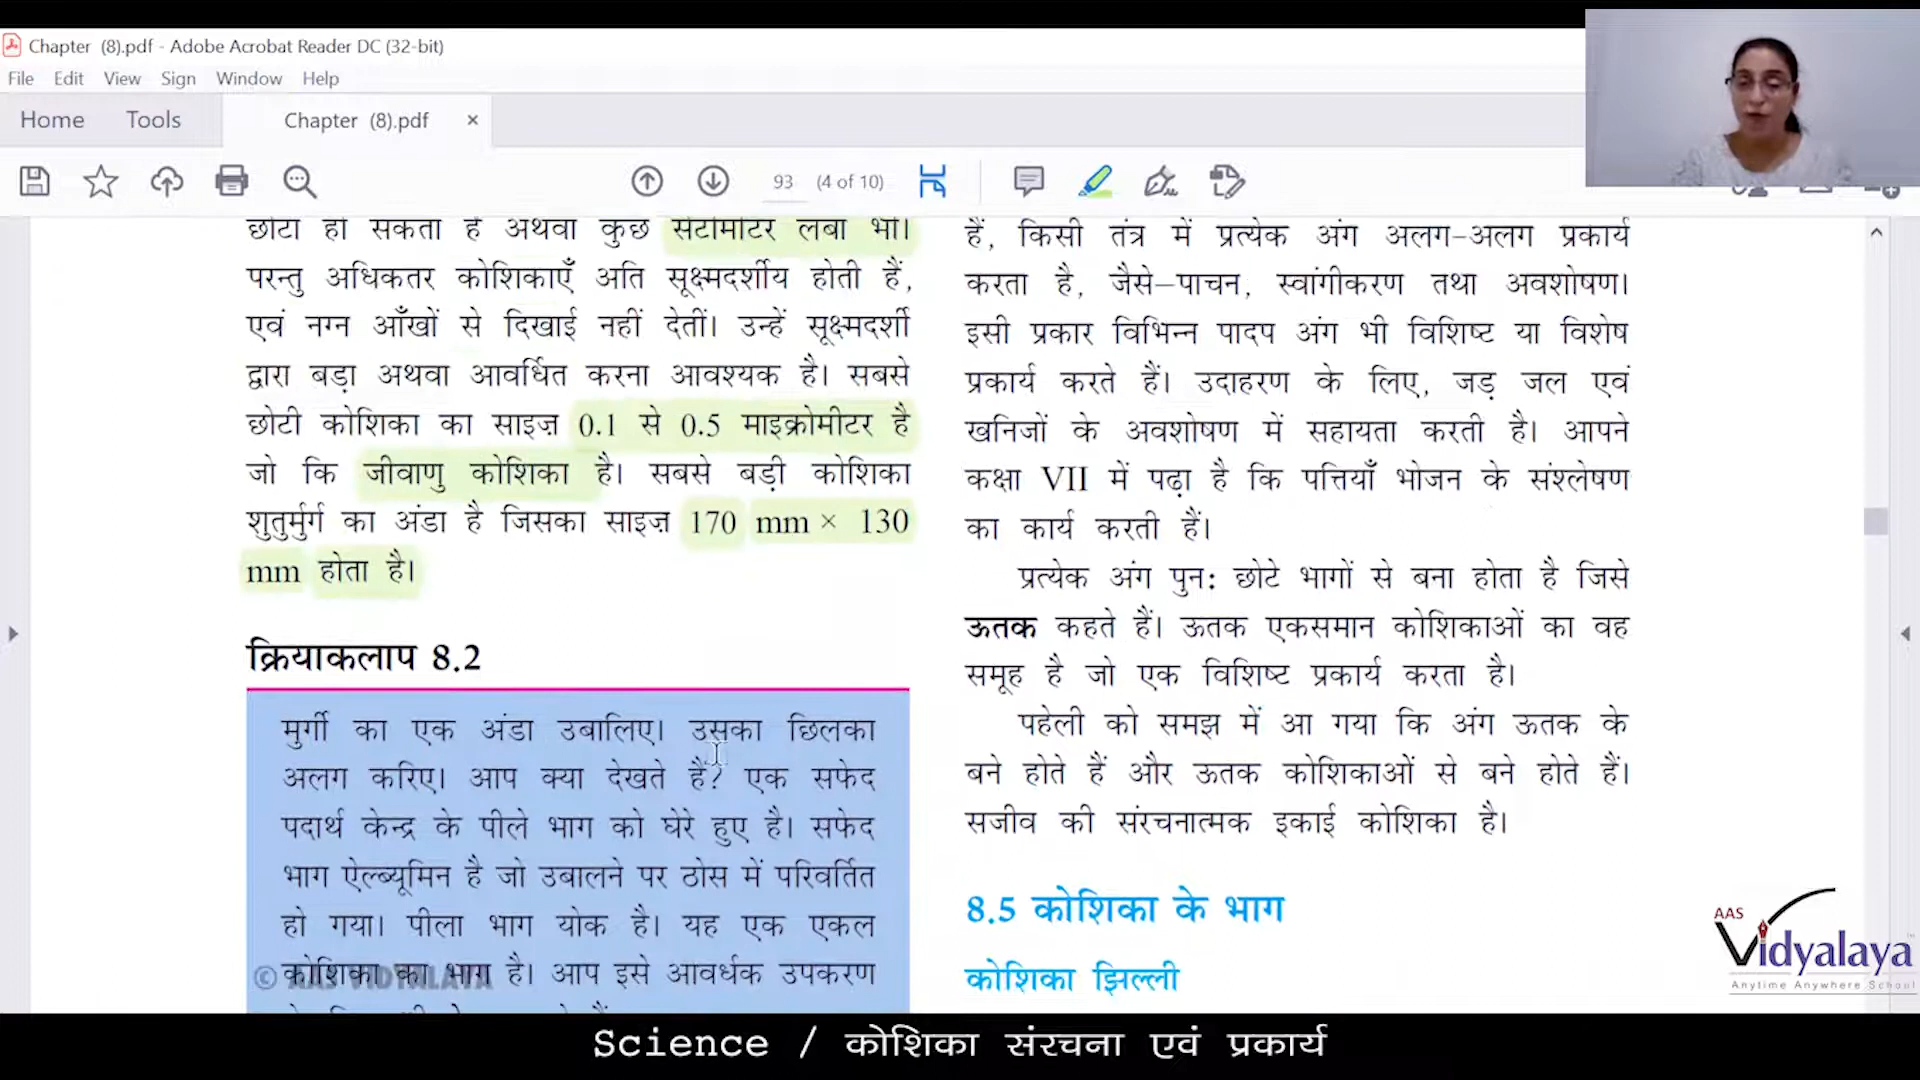 Chapter (8).pdf - Adobe Acrobat Reader DC (32-bit)
File Edit View Sign Window Help
Home Tools Chapter (8).pdf ×
93 (4 of 10)
छोटा हो सकता है अथवा कुछ सेंटीमीटर लंबा भी।
परन्तु अधिकतर कोशिकाएँ अति सूक्ष्मदर्शीय होती हैं,
एवं नग्न आँखों से दिखाई नहीं देतीं। उन्हें सूक्ष्मदर्शी
द्वारा बड़ा अथवा आवर्धित करना आवश्यक है। सबसे
छोटी कोशिका का साइज़ 0.1 से 0.5 माइक्रोमीटर है
जो कि जीवाणु कोशिका है। सबसे बड़ी कोशिका
शुतुर्मुर्ग का अंडा है जिसका साइज़ 170 mm × 130
mm होता है।
क्रियाकलाप 8.2
मुर्गी का एक अंडा उबालिए। उसका छिलका
अलग करिए। आप क्या देखते है? एक सफेद
पदार्थ केन्द्र के पीले भाग को घेरे हुए है। सफेद
भाग ऐल्ब्यूमिन है जो उबालने पर ठोस में परिवर्तित
हो गया। पीला भाग योक है। यह एक एकल
कोशिका का भाग है। आप इसे आवर्धक उपकरण
© AAS VIDYALAYA
हैं, किसी तंत्र में प्रत्येक अंग अलग-अलग प्रकार्य
करता है, जैसे–पाचन, स्वांगीकरण तथा अवशोषण।
इसी प्रकार विभिन्न पादप अंग भी विशिष्ट या विशेष
प्रकार्य करते हैं। उदाहरण के लिए, जड़ जल एवं
खनिजों के अवशोषण में सहायता करती है। आपने
कक्षा VII में पढ़ा है कि पत्तियाँ भोजन के संश्लेषण
का कार्य करती हैं।
प्रत्येक अंग पुन: छोटे भागों से बना होता है जिसे
ऊतक कहते हैं। ऊतक एकसमान कोशिकाओं का वह
समूह है जो एक विशिष्ट प्रकार्य करता है।
पहेली को समझ में आ गया कि अंग ऊतक के
बने होते हैं और ऊतक कोशिकाओं से बने होते हैं।
सजीव की संरचनात्मक इकाई कोशिका है।
8.5 कोशिका के भाग
कोशिका झिल्ली
AAS
Vidyalaya
Anytime Anywhere School
Science / कोशिका संरचना एवं प्रकार्य